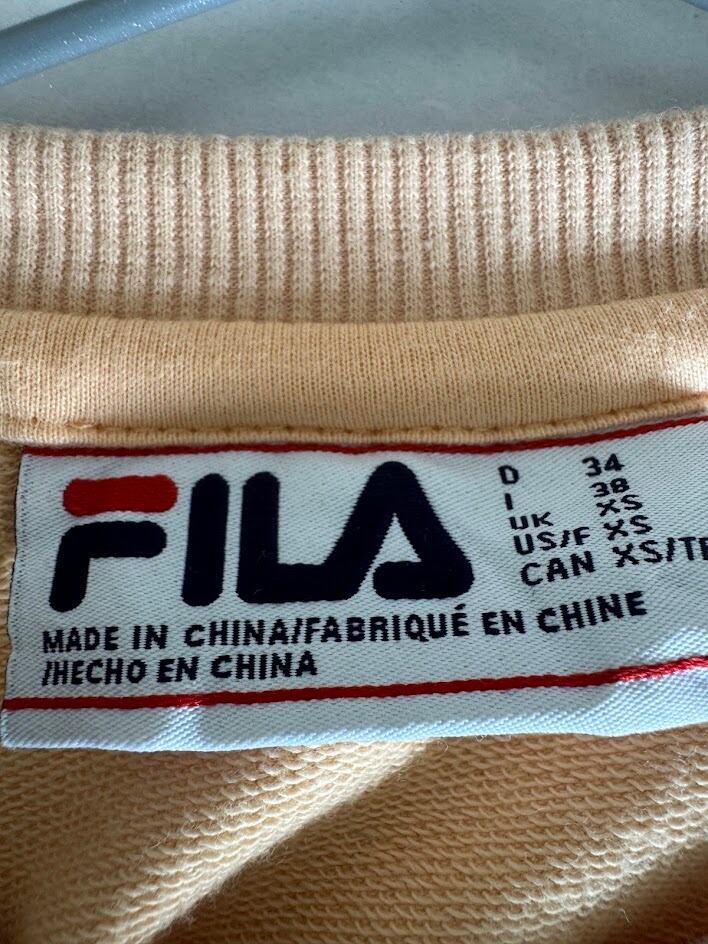 FILA
D 34
I 38
UK XS
US/F XS
CAN XS/
MADE IN CHINA/FABRIQUÉ EN CHINE
/HECHO EN CHINA